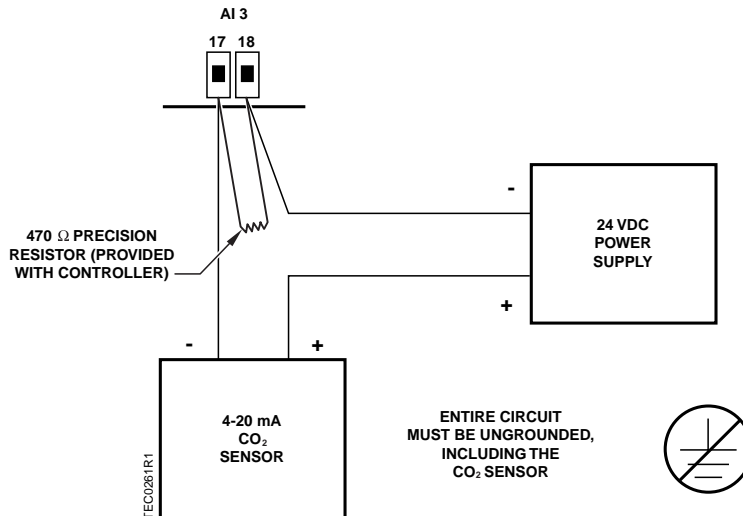 AI 3
17 18
-
24 VDC
POWER
SUPPLY
+
470 Ω PRECISION
RESISTOR (PROVIDED
WITH CONTROLLER)
- +
4-20 mA
CO₂
SENSOR
ENTIRE CIRCUIT
MUST BE UNGROUNDED,
INCLUDING THE
CO₂ SENSOR
TEC0261R1